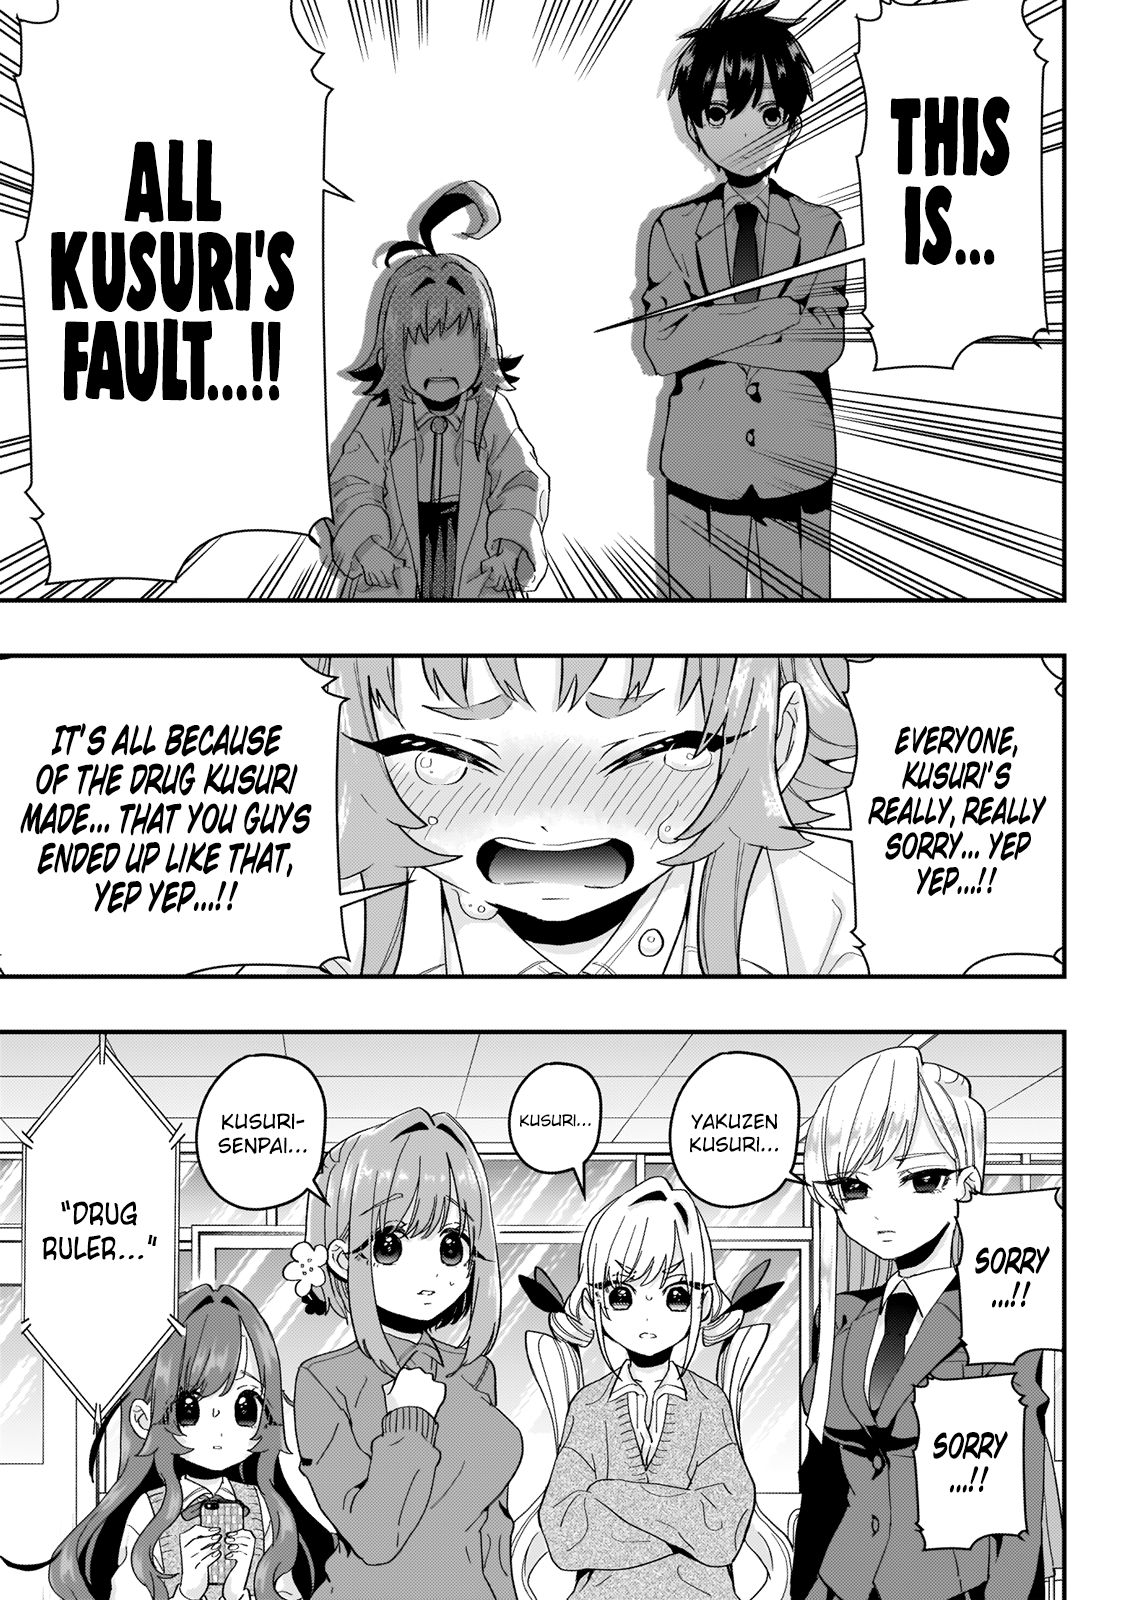 THIS
IS...
ALL
KUSURI'S
FAULT...!!
EVERYONE,
KUSURI'S
REALLY, REALLY
SORRY... YEP
YEP...!!
IT'S ALL BECAUSE
OF THE DRUG KUSURI
MADE... THAT YOU GUYS
ENDED UP LIKE THAT,
YEP YEP...!!
SORRY
...!!
SORRY
...!!
YAKUZEN
KUSURI...
KUSURI...
KUSURI-
SENPAI...
"DRUG
RULER..."